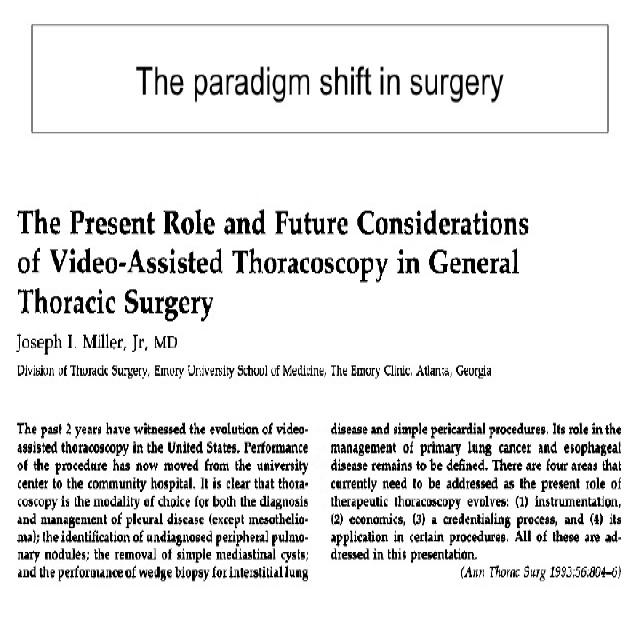 The paradigm shift in surgery
The Present Role and Future Considerations
of Video-Assisted Thoracoscopy in General
Thoracic Surgery
Joseph I. Miller, Jr, MD
Division of Thoracic Surgery, Emory University School of Medicine, The Emory Clinic, Atlanta, Georgia
The past 2 years have witnessed the evolution of video-
assisted thoracoscopy in the United States. Performance
of the procedure has now moved from the university
center to the community hospital. It is clear that thora-
coscopy is the modality of choice for both the diagnosis
and management of pleural disease (except mesothelio-
ma); the identification of undiagnosed peripheral pulmo-
nary nodules; the removal of simple mediastinal cysts;
and the performance of wedge biopsy for interstitial lung
disease and simple pericardial procedures. Its role in the
management of primary lung cancer and esophageal
disease remains to be defined. There are four areas that
currently need to be addressed as the present role of
therapeutic thoracoscopy evolves: (1) instrumentation,
(2) economics, (3) a credentialing process, and (4) its
application in certain procedures. All of these are ad-
dressed in this presentation.
(Ann Thorac Surg 1993;56:804-6)